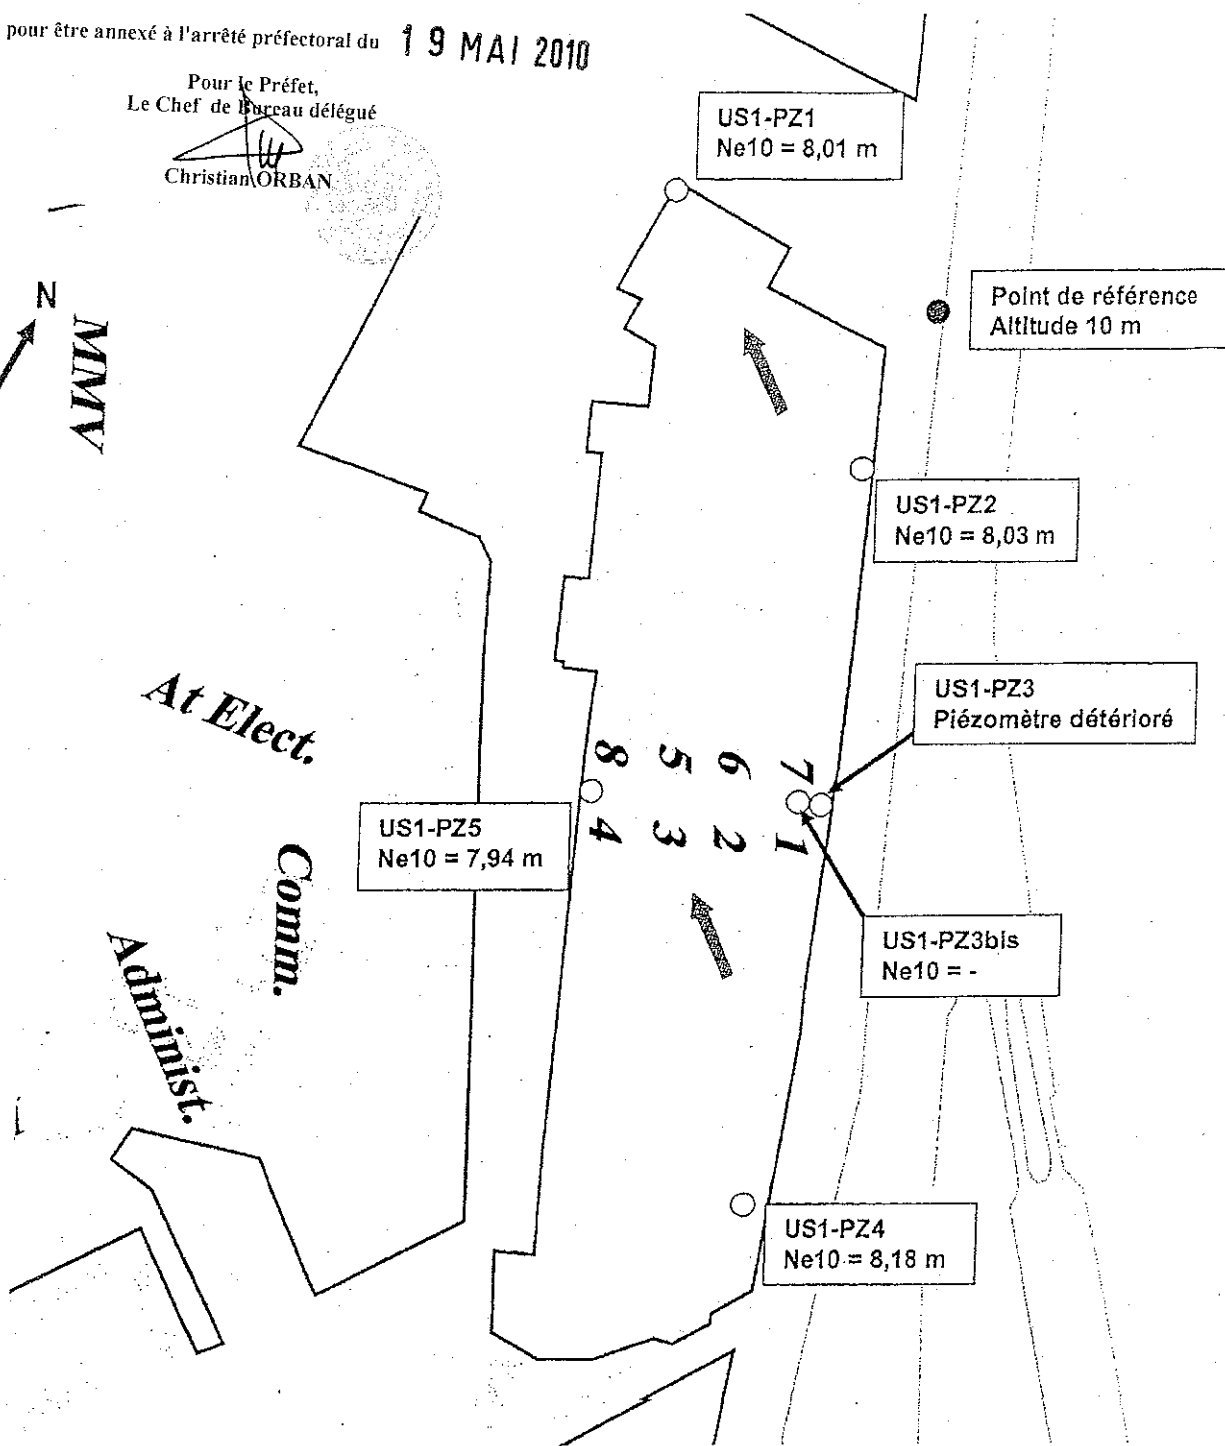 pour être annexé à l'arrêté préfectoral du 19 MAI 2010
Pour le Préfet,
Le Chef de Bureau délégué
Christian ORBAN
US1-PZ1
Ne10 = 8,01 m
N
MMV
Point de référence
Altitude 10 m
US1-PZ2
Ne10 = 8,03 m
At Elect.
US1-PZ3
Piézomètre détérioré
8 5 6 7
4 3 2 1
US1-PZ5
Ne10 = 7,94 m
Comm.
Administ.
US1-PZ3bis
Ne10 = -
US1-PZ4
Ne10 = 8,18 m